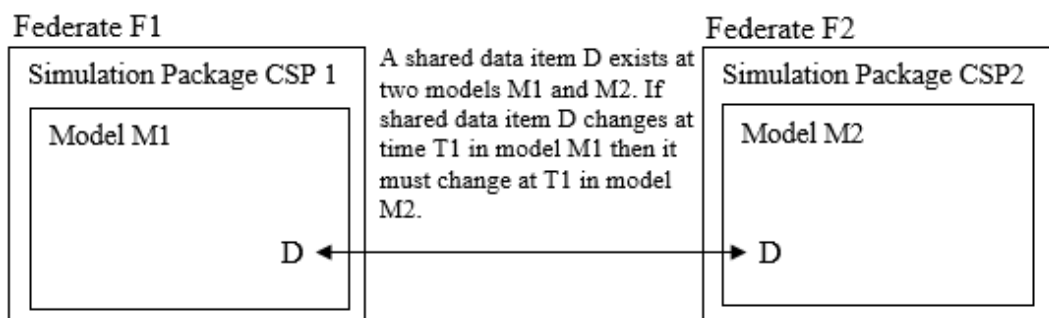 Federate F1
Simulation Package CSP 1
Model M1
D
A shared data item D exists at
two models M1 and M2. If
shared data item D changes at
time T1 in model M1 then it
must change at T1 in model
M2.
Federate F2
Simulation Package CSP2
Model M2
D